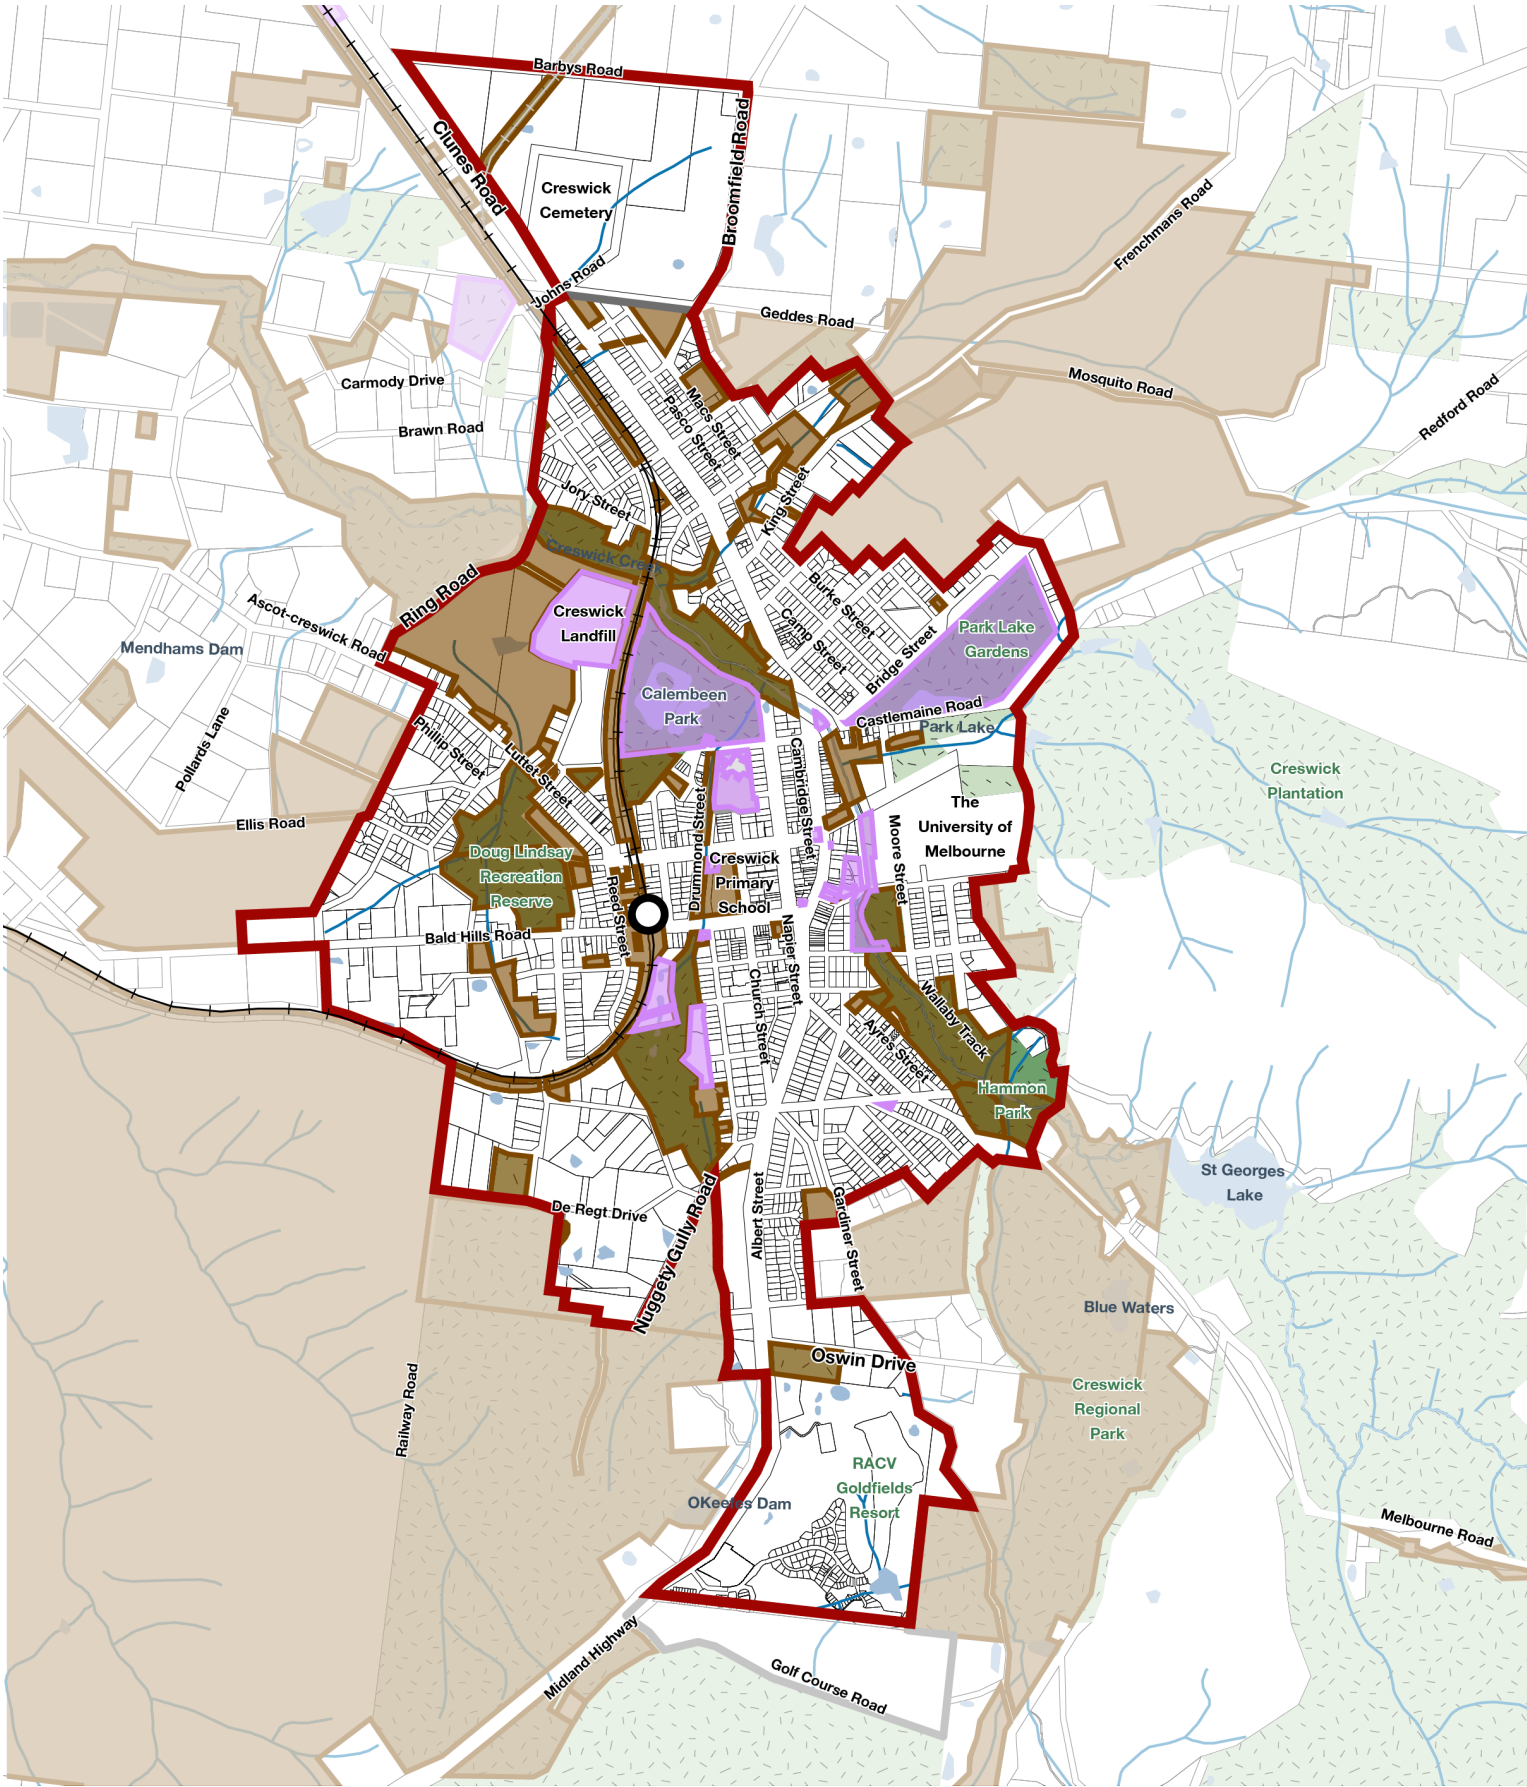 Barbys Road
Clunes Road
Broomfield Road
Creswick
Cemetery
Johns Road
Geddes Road
Frenchmans Road
Mosquito Road
Redford Road
Carmody Drive
Brawn Road
Macs Street
Pasco Street
Jory Street
King Street
Creswick Creek
Ring Road
Ascot-creswick Road
Mendhams Dam
Creswick
Landfill
Burke Street
Camp Street
Bridge Street
Park Lake
Gardens
Calembeen
Park
Castlemaine Road
Park Lake
Pollards Lane
Phillip Street
Luttet Street
Creswick
Plantation
Cambridge Street
Drummond Street
The
University of
Melbourne
Moore Street
Ellis Road
Doug Lindsay
Recreation
Reserve
Creswick
Primary
School
Reed Street
Bald Hills Road
Napier Street
Church Street
Wallaby Track
Ayres Street
Hammon
Park
St Georges
Lake
De Regt Drive
Nuggety Gully Road
Albert Street
Gardiner Street
Blue Waters
Oswin Drive
Railway Road
Creswick
Regional
Park
RACV
Goldfields
Resort
OKeefes Dam
Melbourne Road
Midland Highway
Golf Course Road